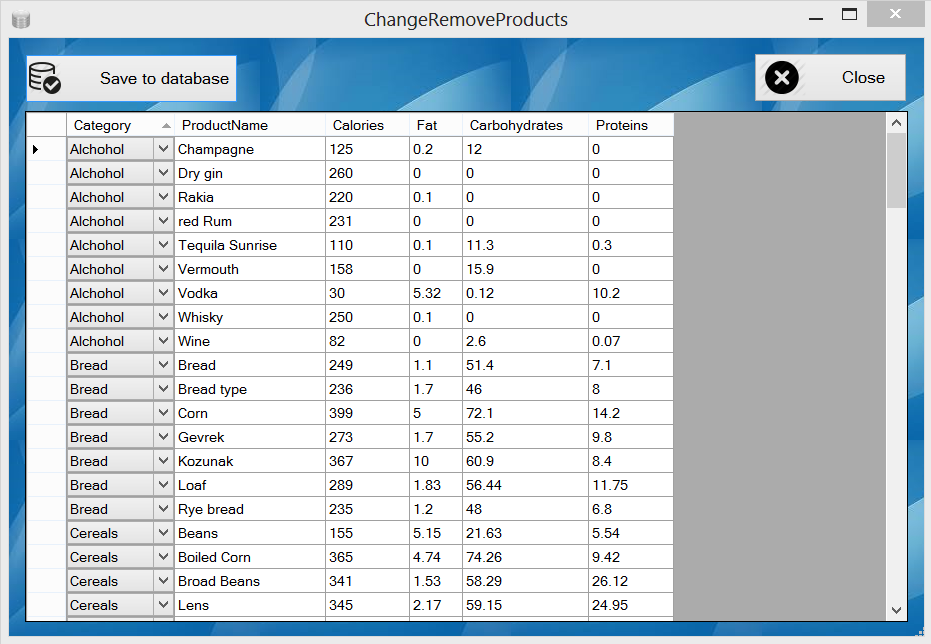 ChangeRemoveProducts
Save to database
Close
Category ProductName Calories Fat Carbohydrates Proteins
Alchohol Champagne 125 0.2 12 0
Alchohol Dry gin 260 0 0 0
Alchohol Rakia 220 0.1 0 0
Alchohol red Rum 231 0 0 0
Alchohol Tequila Sunrise 110 0.1 11.3 0.3
Alchohol Vermouth 158 0 15.9 0
Alchohol Vodka 30 5.32 0.12 10.2
Alchohol Whisky 250 0.1 0 0
Alchohol Wine 82 0 2.6 0.07
Bread Bread 249 1.1 51.4 7.1
Bread Bread type 236 1.7 46 8
Bread Corn 399 5 72.1 14.2
Bread Gevrek 273 1.7 55.2 9.8
Bread Kozunak 367 10 60.9 8.4
Bread Loaf 289 1.83 56.44 11.75
Bread Rye bread 235 1.2 48 6.8
Cereals Beans 155 5.15 21.63 5.54
Cereals Boiled Corn 365 4.74 74.26 9.42
Cereals Broad Beans 341 1.53 58.29 26.12
Cereals Lens 345 2.17 59.15 24.95